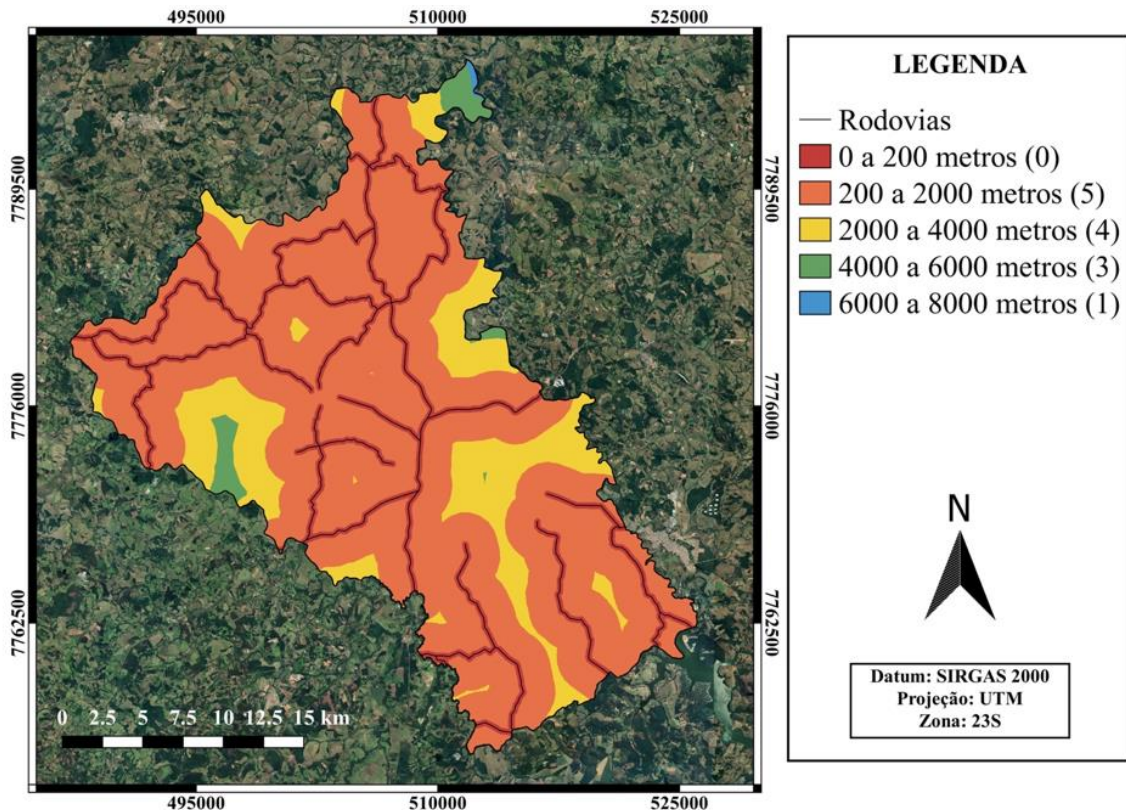 495000 510000 525000
7789500 7789500
7776000 7776000
7762500 7762500
0 2.5 5 7.5 10 12.5 15 km
495000 510000 525000
LEGENDA
Rodovias
0 a 200 metros (0)
200 a 2000 metros (5)
2000 a 4000 metros (4)
4000 a 6000 metros (3)
6000 a 8000 metros (1)
N
Datum: SIRGAS 2000
Projeção: UTM
Zona: 23S